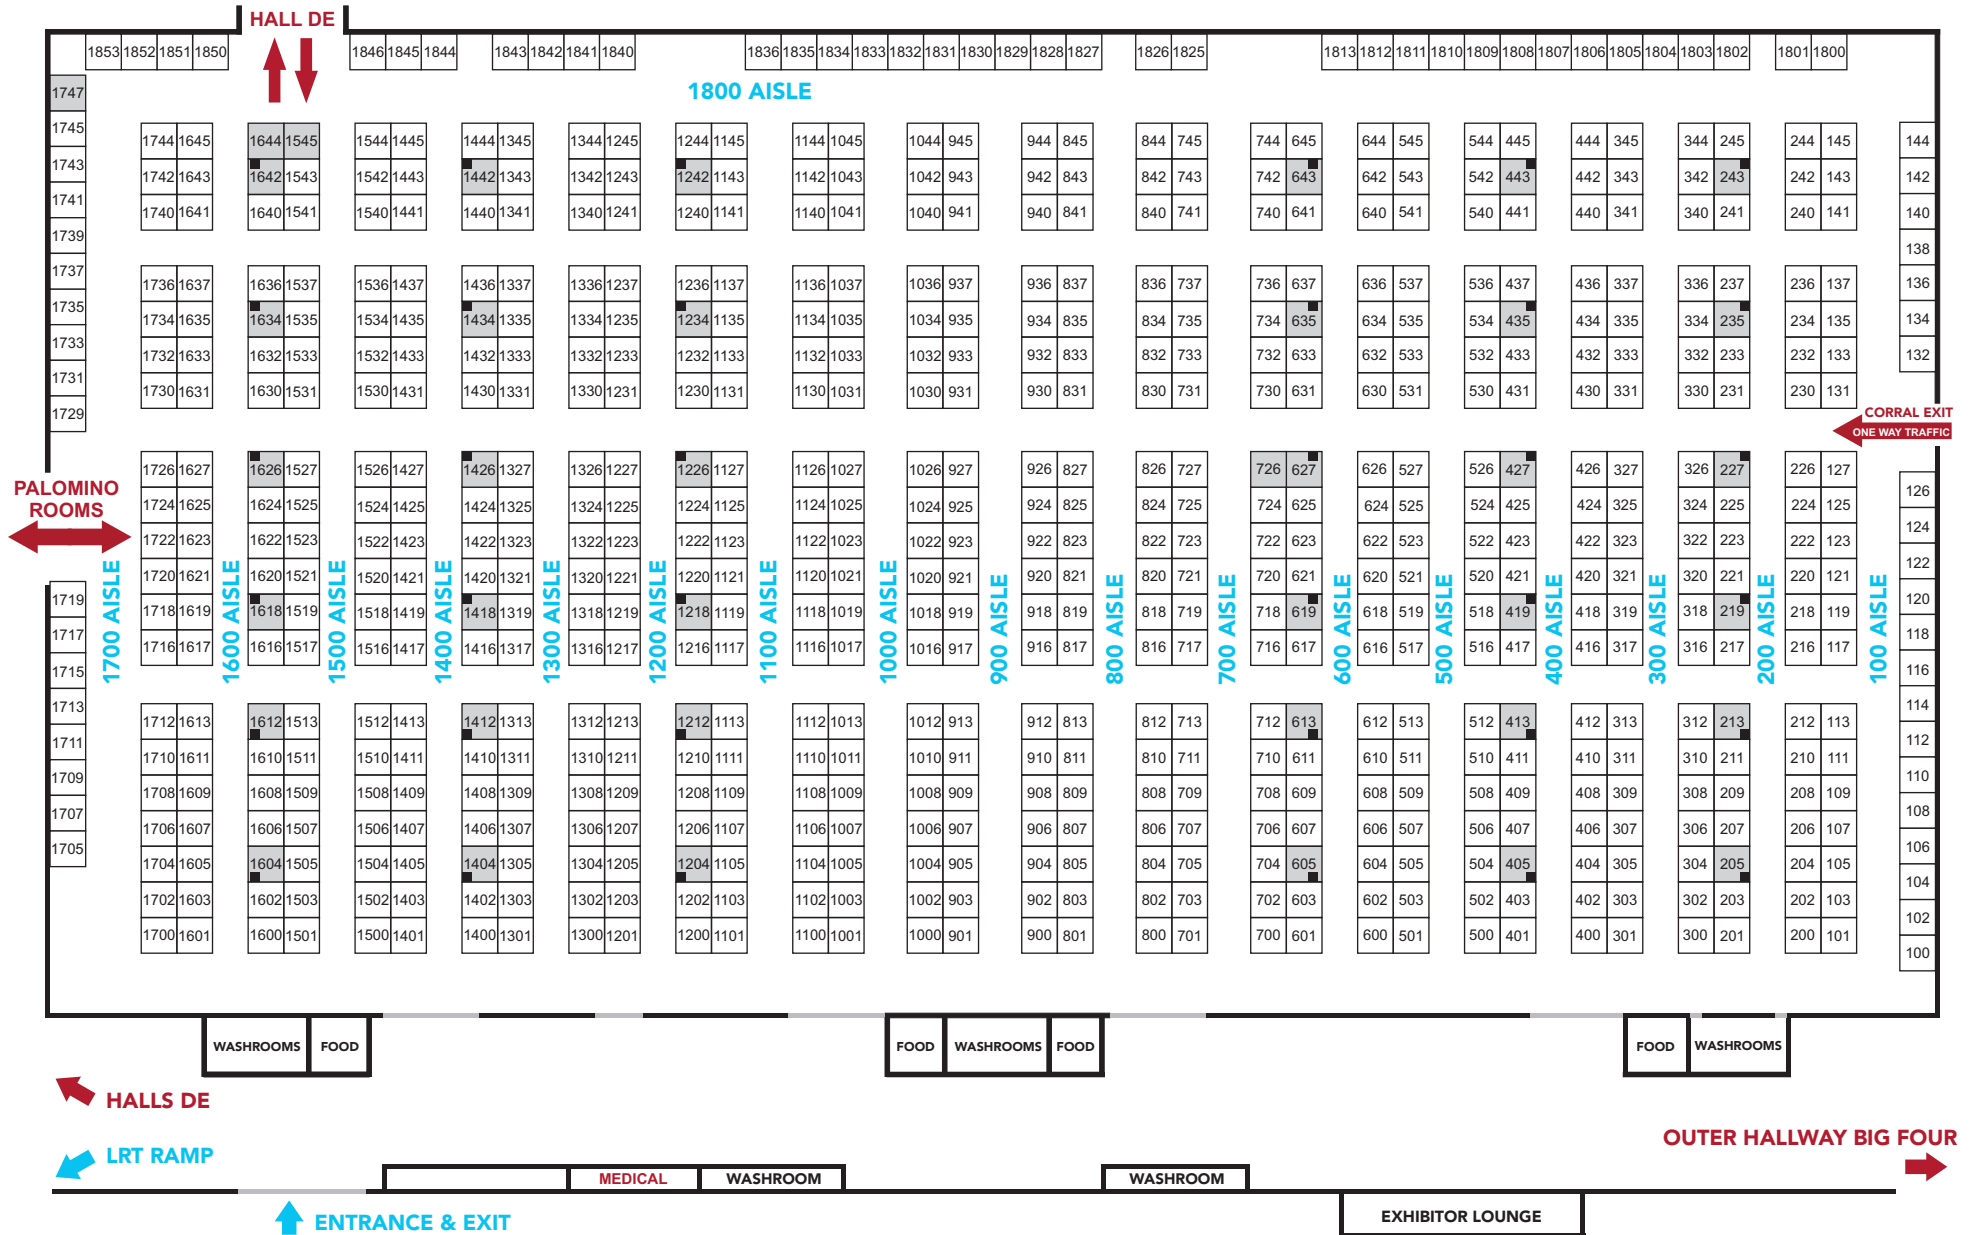 HALL DE
1853 1852 1851 1850 1846 1845 1844 1843 1842 1841 1840 1836 1835 1834 1833 1832 1831 1830 1829 1828 1827 1826 1825 1813 1812 1811 1810 1809 1808 1807 1806 1805 1804 1803 1802 1801 1800
1747
1800 AISLE
1745
1744 1645 1644 1545 1544 1445 1444 1345 1344 1245 1244 1145 1144 1045 1044 945 944 845 844 745 744 645 644 545 544 445 444 345 344 245 244 145 144
1743
1742 1643 1642 1543 1542 1443 1442 1343 1342 1243 1242 1143 1142 1043 1042 943 942 843 842 743 742 643 642 543 542 443 442 343 342 243 242 143 142
1741
1740 1641 1640 1541 1540 1441 1440 1341 1340 1241 1240 1141 1140 1041 1040 941 940 841 840 741 740 641 640 541 540 441 440 341 340 241 240 141 140
1739
138
1737
1736 1637 1636 1537 1536 1437 1436 1337 1336 1237 1236 1137 1136 1037 1036 937 936 837 836 737 736 637 636 537 536 437 436 337 336 237 236 137 136
1735
1734 1635 1634 1535 1534 1435 1434 1335 1334 1235 1234 1135 1134 1035 1034 935 934 835 834 735 734 635 634 535 534 435 434 335 334 235 234 135 134
1733
1732 1633 1632 1533 1532 1433 1432 1333 1332 1233 1232 1133 1132 1033 1032 933 932 833 832 733 732 633 632 533 532 433 432 333 332 233 232 133 132
1731
1730 1631 1630 1531 1530 1431 1430 1331 1330 1231 1230 1131 1130 1031 1030 931 930 831 830 731 730 631 630 531 530 431 430 331 330 231 230 131
1729
CORRAL EXIT
ONE WAY TRAFFIC
1726 1627 1626 1527 1526 1427 1426 1327 1326 1227 1226 1127 1126 1027 1026 927 926 827 826 727 726 627 626 527 526 427 426 327 326 227 226 127
PALOMINO
ROOMS
126
1724 1625 1624 1525 1524 1425 1424 1325 1324 1225 1224 1125 1124 1025 1024 925 924 825 824 725 724 625 624 525 524 425 424 325 324 225 224 125
124
1722 1623 1622 1523 1522 1423 1422 1323 1322 1223 1222 1123 1122 1023 1022 923 922 823 822 723 722 623 622 523 522 423 422 323 322 223 222 123
122
1720 1621 1620 1521 1520 1421 1420 1321 1320 1221 1220 1121 1120 1021 1020 921 920 821 820 721 720 621 620 521 520 421 420 321 320 221 220 121
1719
120
1718 1619 1618 1519 1518 1419 1418 1319 1318 1219 1218 1119 1118 1019 1018 919 918 819 818 719 718 619 618 519 518 419 418 319 318 219 218 119
1717
118
1716 1617 1616 1517 1516 1417 1416 1317 1316 1217 1216 1117 1116 1017 1016 917 916 817 816 717 716 617 616 517 516 417 416 317 316 217 216 117
1715
116
1700 AISLE
1600 AISLE
1500 AISLE
1400 AISLE
1300 AISLE
1200 AISLE
1100 AISLE
1000 AISLE
900 AISLE
800 AISLE
700 AISLE
600 AISLE
500 AISLE
400 AISLE
300 AISLE
200 AISLE
100 AISLE
1713
114
1712 1613 1612 1513 1512 1413 1412 1313 1312 1213 1212 1113 1112 1013 1012 913 912 813 812 713 712 613 612 513 512 413 412 313 312 213 212 113
1711
112
1710 1611 1610 1511 1510 1411 1410 1311 1310 1211 1210 1111 1110 1011 1010 911 910 811 810 711 710 611 610 511 510 411 410 311 310 211 210 111
1709
110
1708 1609 1608 1509 1508 1409 1408 1309 1308 1209 1208 1109 1108 1009 1008 909 908 809 808 709 708 609 608 509 508 409 408 309 308 209 208 109
1707
108
1706 1607 1606 1507 1506 1407 1406 1307 1306 1207 1206 1107 1106 1007 1006 907 906 807 806 707 706 607 606 507 506 407 406 307 306 207 206 107
1705
106
1704 1605 1604 1505 1504 1405 1404 1305 1304 1205 1204 1105 1104 1005 1004 905 904 805 804 705 704 605 604 505 504 405 404 305 304 205 204 105
104
1702 1603 1602 1503 1502 1403 1402 1303 1302 1203 1202 1103 1102 1003 1002 903 902 803 802 703 702 603 602 503 502 403 402 303 302 203 202 103
102
1700 1601 1600 1501 1500 1401 1400 1301 1300 1201 1200 1101 1100 1001 1000 901 900 801 800 701 700 601 600 501 500 401 400 301 300 201 200 101
100
WASHROOMS FOOD FOOD WASHROOMS FOOD FOOD WASHROOMS
HALLS DE
OUTER HALLWAY BIG FOUR
LRT RAMP
MEDICAL WASHROOM WASHROOM
ENTRANCE & EXIT
EXHIBITOR LOUNGE